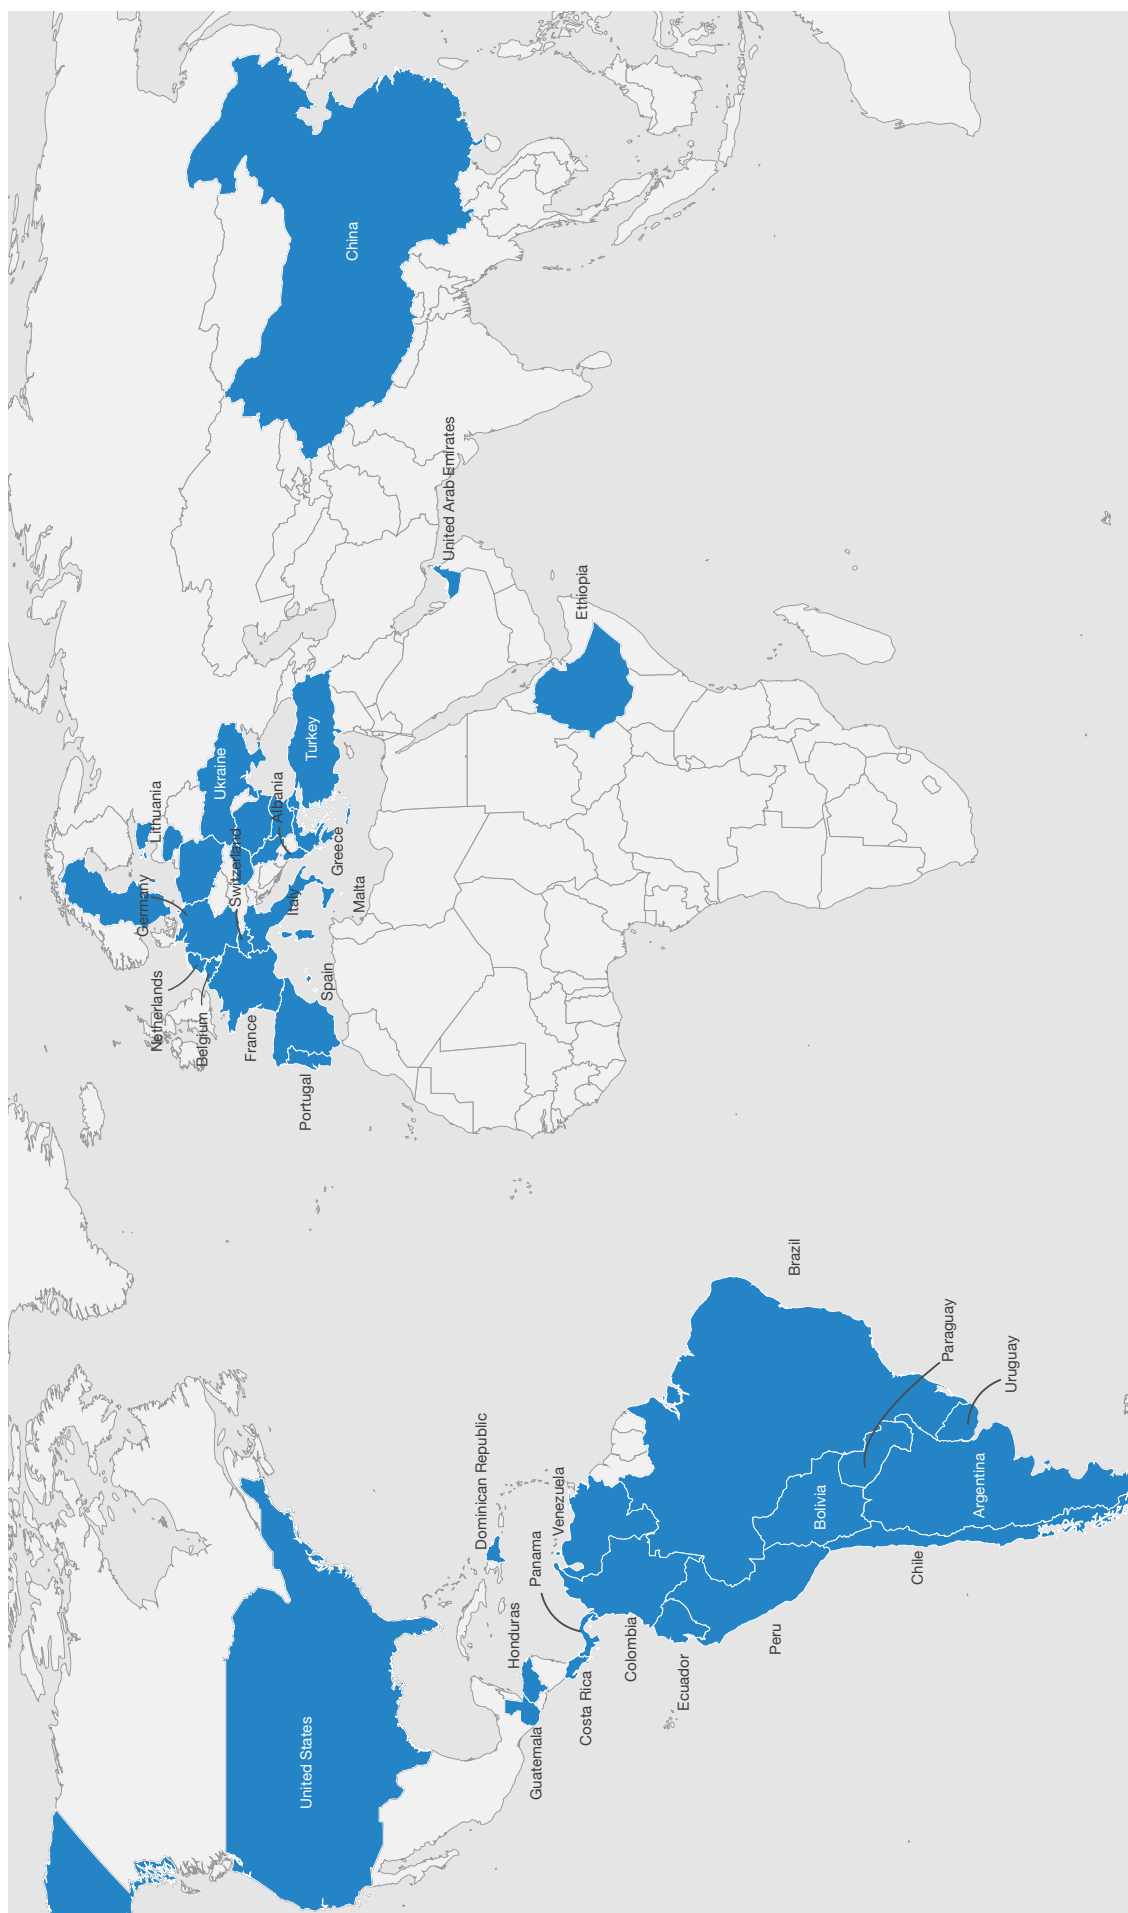 United States
Guatemala
Honduras
Costa Rica
Panama
Dominican Republic
Venezuela
Colombia
Ecuador
Peru
Brazil
Bolivia
Paraguay
Uruguay
Argentina
Chile
Portugal
Spain
France
Belgium
Netherlands
Germany
Switzerland
Italy
Malta
Greece
Albania
Lithuania
Ukraine
Turkey
United Arab Emirates
Ethiopia
China